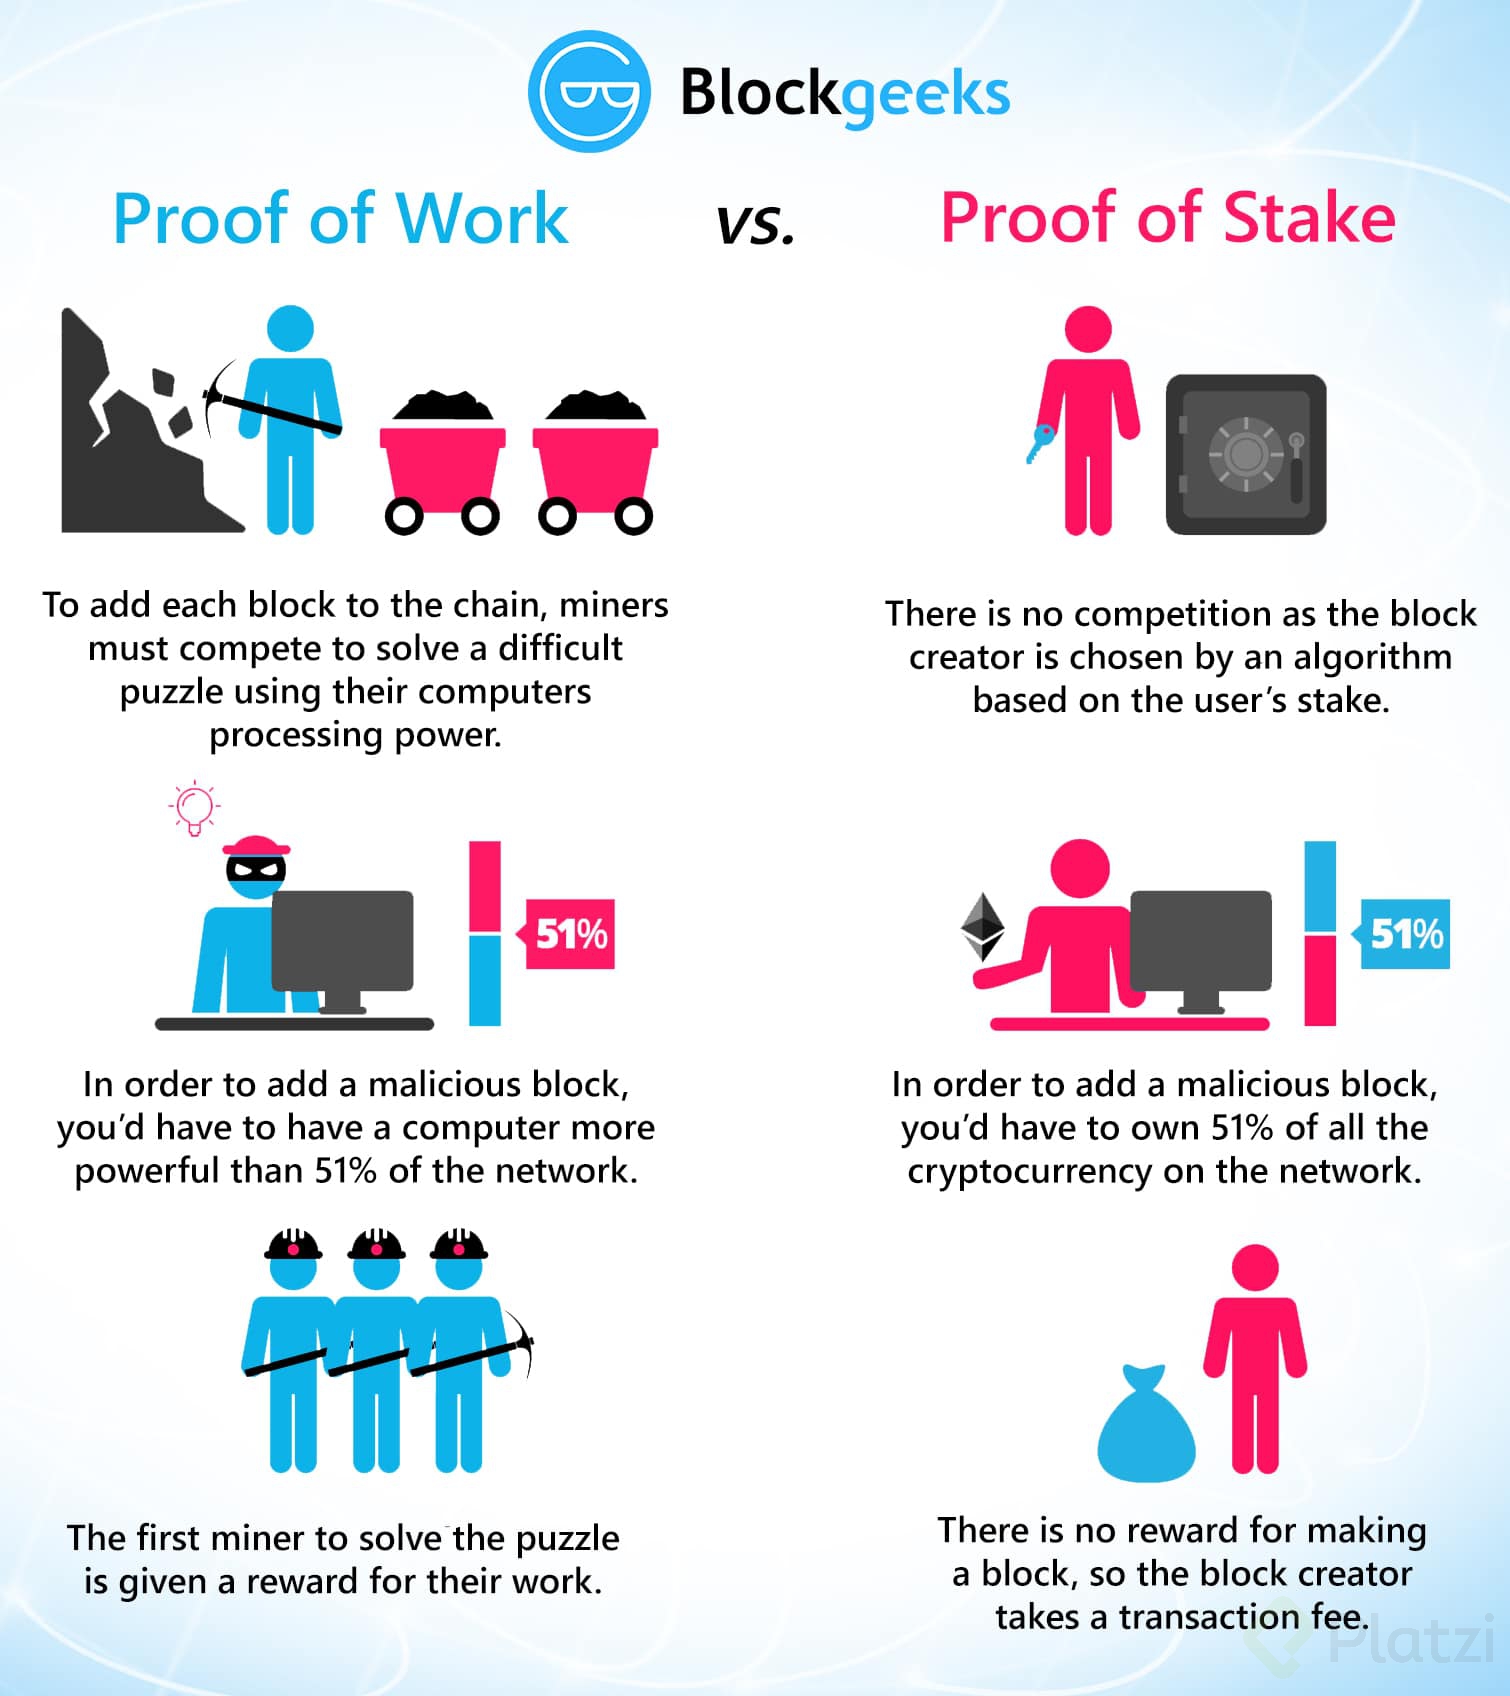 Blockgeeks
Proof of Work
vs.
Proof of Stake
To add each block to the chain, miners
must compete to solve a difficult
puzzle using their computers
processing power.
There is no competition as the block
creator is chosen by an algorithm
based on the user’s stake.
51%
In order to add a malicious block,
you’d have to have a computer more
powerful than 51% of the network.
51%
In order to add a malicious block,
you’d have to own 51% of all the
cryptocurrency on the network.
The first miner to solve the puzzle
is given a reward for their work.
There is no reward for making
a block, so the block creator
takes a transaction fee.
Platzi